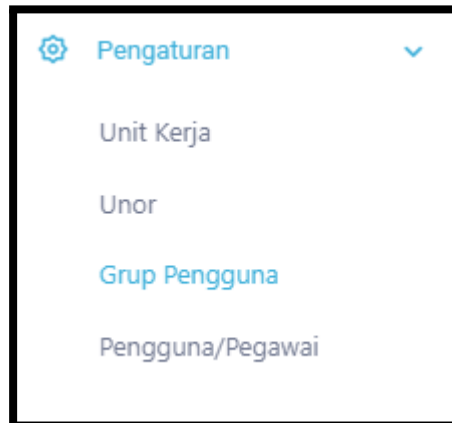 Pengaturan
Unit Kerja
Unor
Grup Pengguna
Pengguna/Pegawai